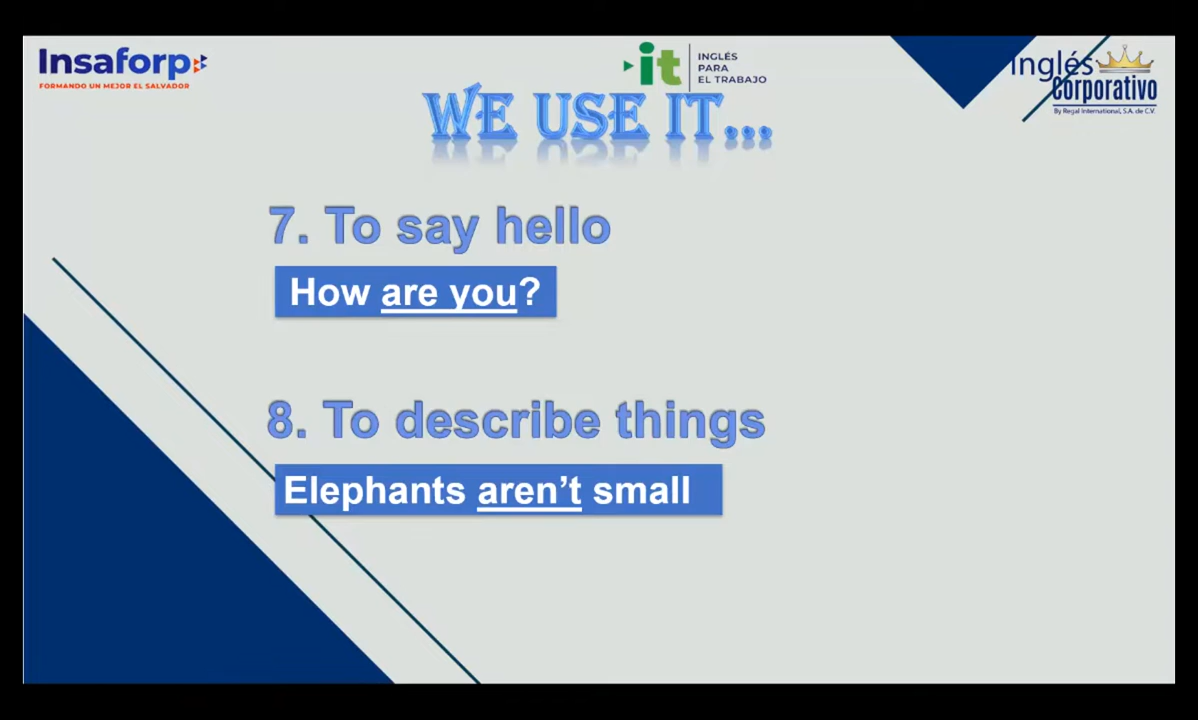 Insaforp
FORMANDO UN MEJOR EL SALVADOR
it
INGLÉS
PARA
EL TRABAJO
Inglés
Corporativo
By Regal International, S.A. de C.V.
WE USE IT...
7. To say hello
How are you?
8. To describe things
Elephants aren’t small